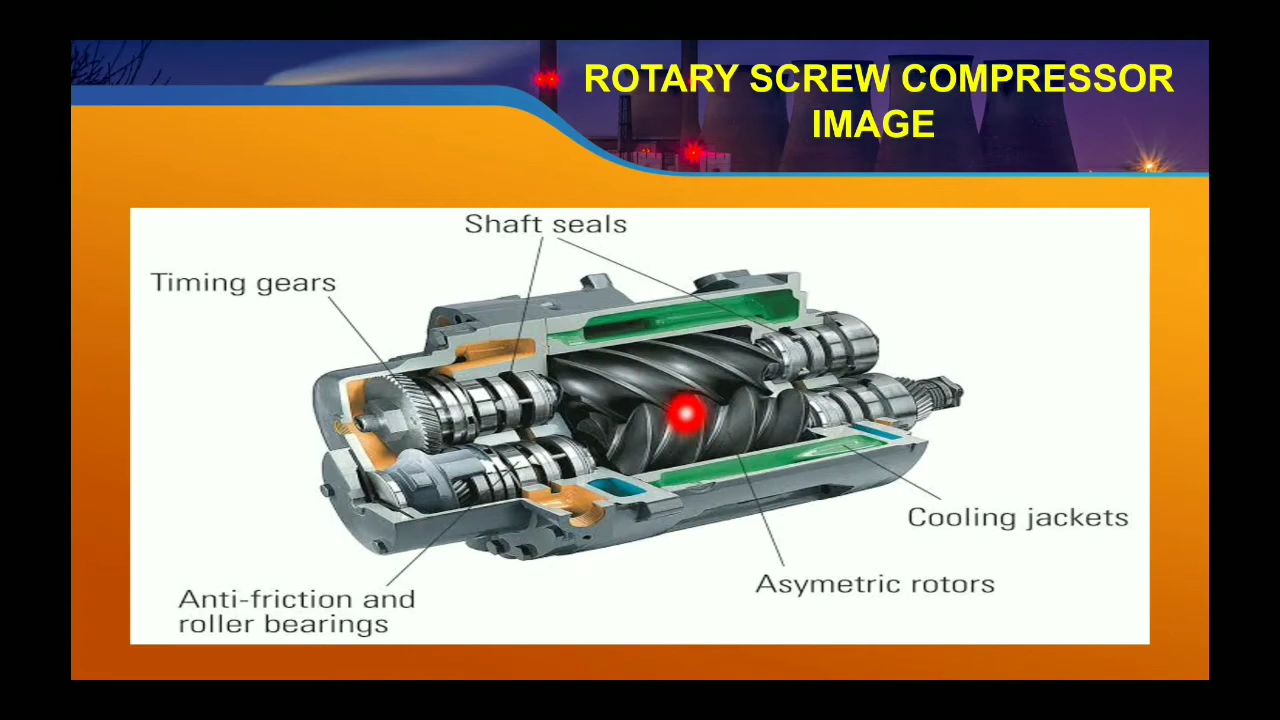 ROTARY SCREW COMPRESSOR
IMAGE
Shaft seals
Timing gears
Cooling jackets
Asymetric rotors
Anti-friction and
roller bearings